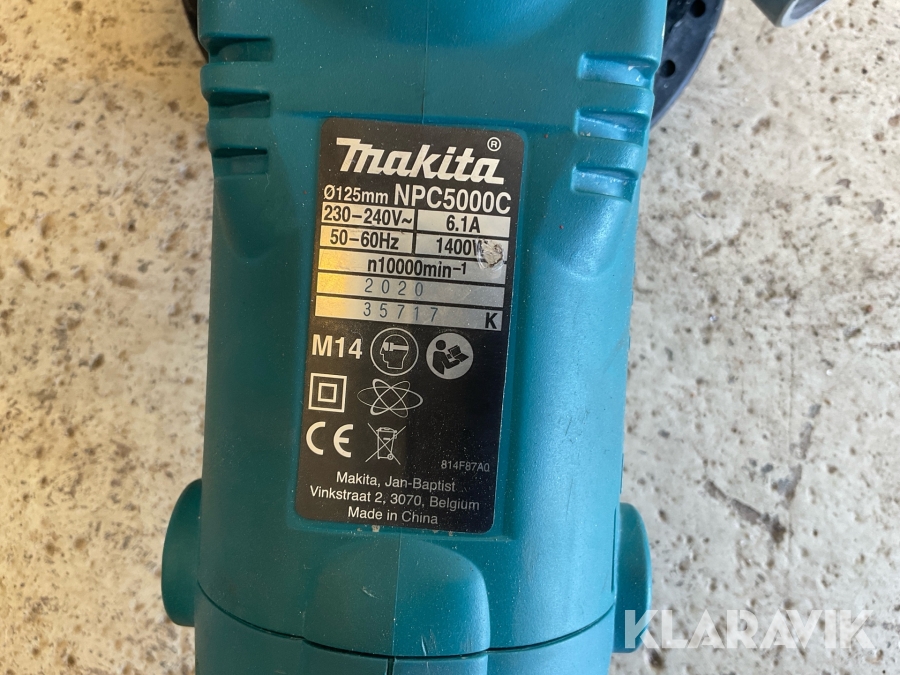 makita®
Ø125mm NPC5000C
230-240V~ 6.1A
50-60Hz 1400W
n10000min-1
2020
35717 K
M14
CE
814F87A0
Makita, Jan-Baptist
Vinkstraat 2, 3070, Belgium
Made in China
KLARAVIK